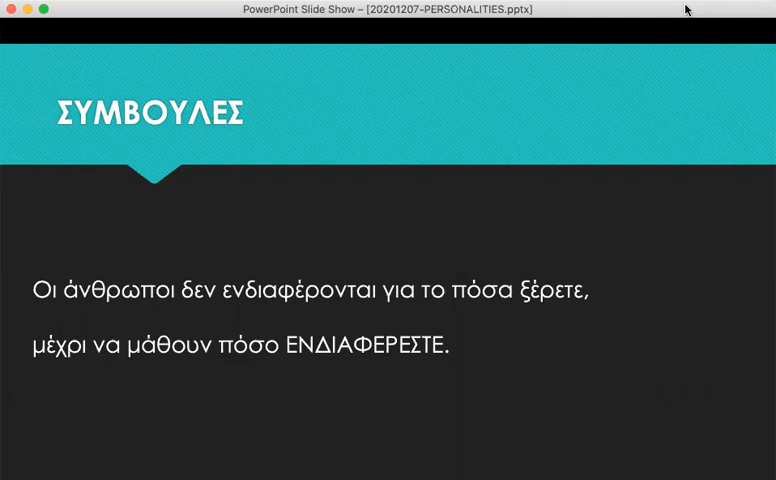 PowerPoint Slide Show – [20201207-PERSONALITIES.pptx]
ΣΥΜΒΟΥΛΕΣ
Οι άνθρωποι δεν ενδιαφέρονται για το πόσα ξέρετε,
μέχρι να μάθουν πόσο ΕΝΔΙΑΦΕΡΕΣΤΕ.